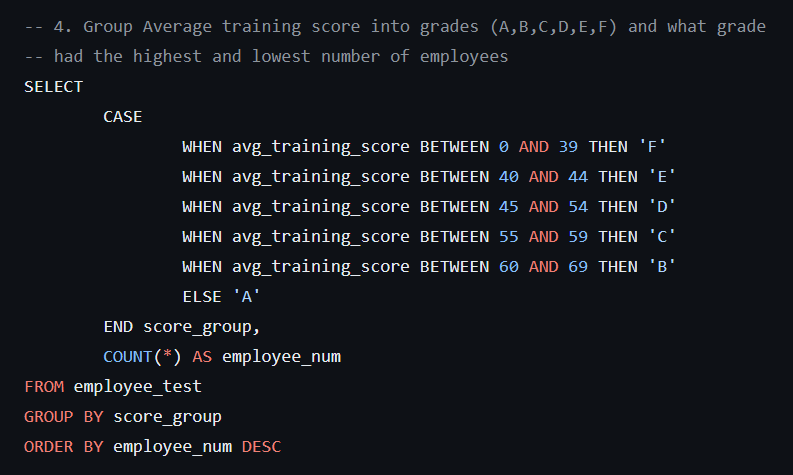 -- 4. Group Average training score into grades (A,B,C,D,E,F) and what grade
-- had the highest and lowest number of employees
SELECT
        CASE
                WHEN avg_training_score BETWEEN 0 AND 39 THEN 'F'
                WHEN avg_training_score BETWEEN 40 AND 44 THEN 'E'
                WHEN avg_training_score BETWEEN 45 AND 54 THEN 'D'
                WHEN avg_training_score BETWEEN 55 AND 59 THEN 'C'
                WHEN avg_training_score BETWEEN 60 AND 69 THEN 'B'
                ELSE 'A'
        END score_group,
        COUNT(*) AS employee_num
FROM employee_test
GROUP BY score_group
ORDER BY employee_num DESC